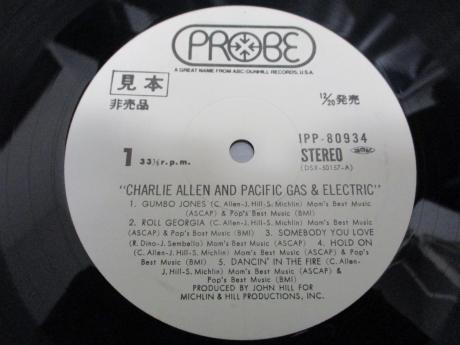 PROBE
A GREAT NAME FROM ABC-DUNHILL RECORDS, U.S.A.
見本
非売品
12/20発売
IPP-80934
1 33⅓ r.p.m.
STEREO
(DSX-50157-A)
"CHARLIE ALLEN AND PACIFIC GAS & ELECTRIC"
1. GUMBO JONES (C. Allen-J. Hill-S. Michlin) Mom's Best Music
(ASCAP) & Pop's Best Music (BMI)
2. ROLL GEORGIA (C. Allen-J. Hill-S. Michlin) Mom's Best Music
(ASCAP) & Pop's Bast Music (BMI) 3. SOMEBODY YOU LOVE
(R. Dino-J. Sembello) Mom's Best Music (ASCAP) 4. HOLD ON
(C. Allen-J. Hill-S. Michlin) Mom's Best Music (ASCAP) & Pop's
Best Music (BMI) 5. DANCIN' IN THE FIRE (C. Allen-
J. Hill-S. Michlin) Mom's Best Music (ASCAP) &
Pop's Best Music (BMI)
PRODUCED BY JOHN HILL FOR
MICHLIN & HILL PRODUCTIONS, INC.